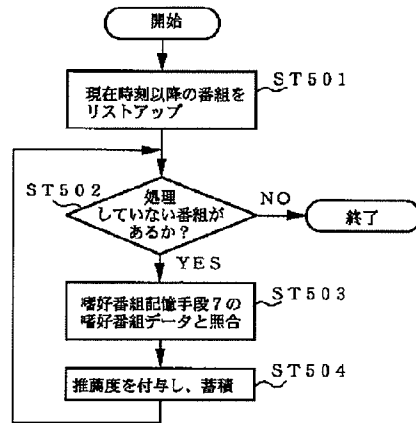 開始
ST501
現在時刻以降の番組を
リストアップ
ST502
処理
していない番組が
あるか?
NO
終了
YES
ST503
嗜好番組記憶手段7の
嗜好番組データと照合
ST504
推薦度を付与し、蓄積